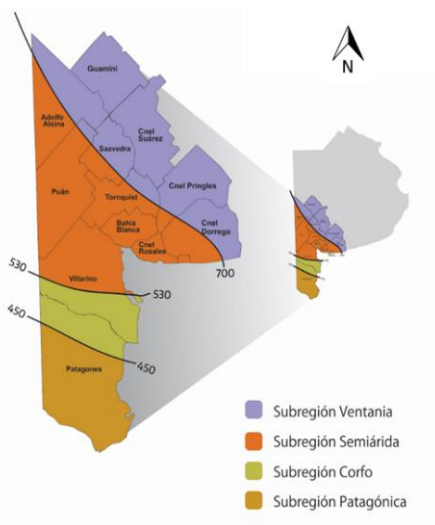 N
Guaminí
Adolfo
Alsina
Cnel
Suárez
Saavedra
Puán
Cnel Pringles
Tornquist
Bahía
Blanca
Cnel
Dorrego
Cnel
Rosales
700
530
Villarino
530
450
450
Patagones
Subregión Ventania
Subregión Semiárida
Subregión Corfo
Subregión Patagónica